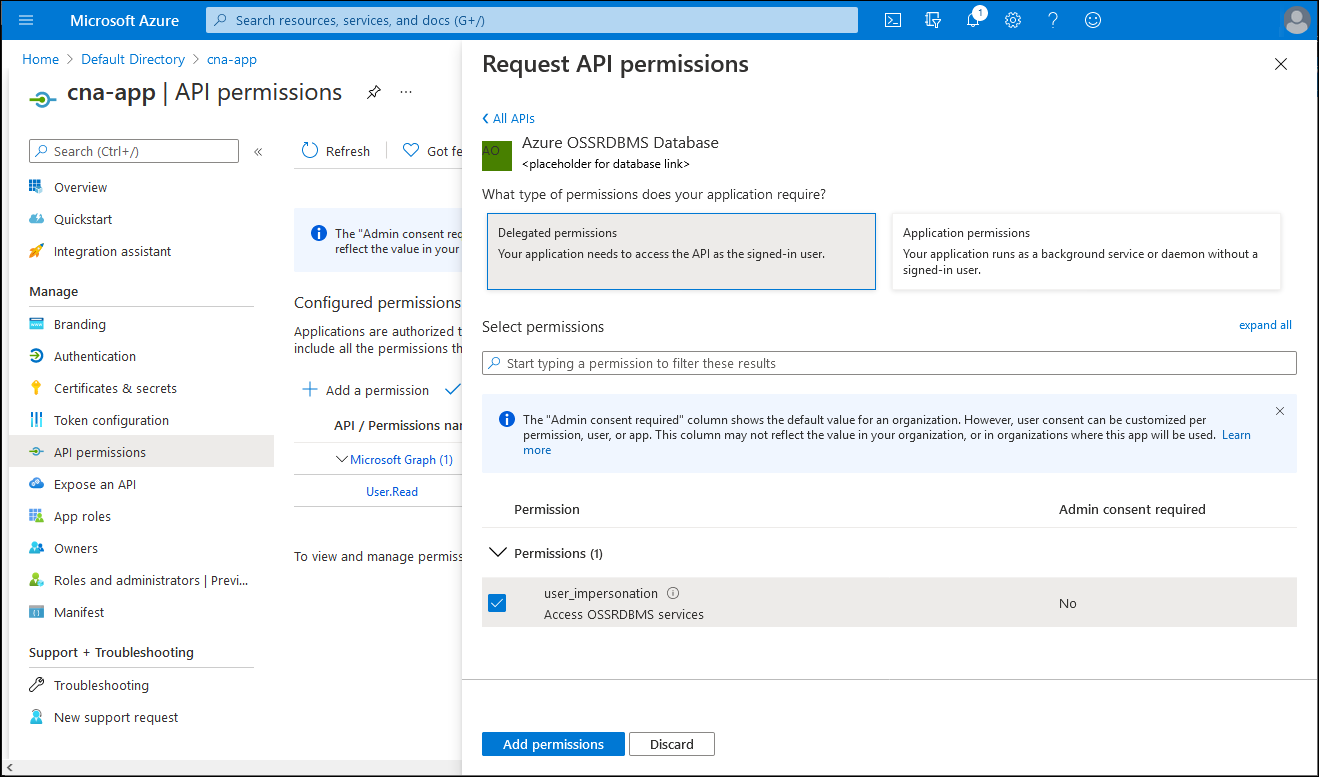 Microsoft Azure
Search resources, services, and docs (G+/)
1
Home > Default Directory > cna-app
cna-app | API permissions
...
Search (Ctrl+/)
«
Overview
Quickstart
Integration assistant
Manage
Branding
Authentication
Certificates & secrets
Token configuration
API permissions
Expose an API
App roles
Owners
Roles and administrators | Previ...
Manifest
Support + Troubleshooting
Troubleshooting
New support request
Refresh
Got fe
The "Admin consent req
reflect the value in your
Configured permissions
Applications are authorized t
include all the permissions th
Add a permission
API / Permissions nam
Microsoft Graph (1)
User.Read
To view and manage permiss
Request API permissions
All APIs
AO
Azure OSSRDBMS Database
<placeholder for database link>
What type of permissions does your application require?
Delegated permissions
Your application needs to access the API as the signed-in user.
Application permissions
Your application runs as a background service or daemon without a
signed-in user.
Select permissions
expand all
Start typing a permission to filter these results
The "Admin consent required" column shows the default value for an organization. However, user consent can be customized per
permission, user, or app. This column may not reflect the value in your organization, or in organizations where this app will be used. Learn
more
Permission
Admin consent required
Permissions (1)
user_impersonation
Access OSSRDBMS services
No
Add permissions
Discard